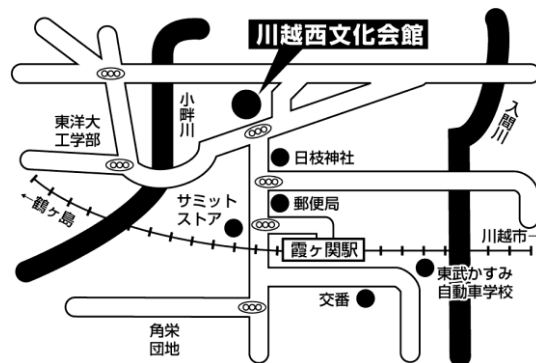 川越西文化会館
小畔川
入間川
東洋大
工学部
日枝神社
サミット
ストア
郵便局
←鶴ヶ島
霞ヶ関駅
川越市→
東武かすみ
自動車学校
交番
角栄
団地